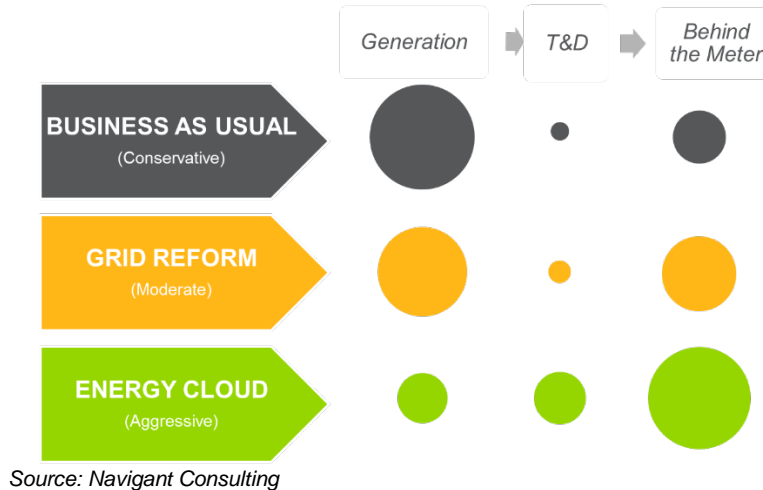 Generation
T&D
Behind
the Meter
BUSINESS AS USUAL
(Conservative)
GRID REFORM
(Moderate)
ENERGY CLOUD
(Aggressive)
Source: Navigant Consulting